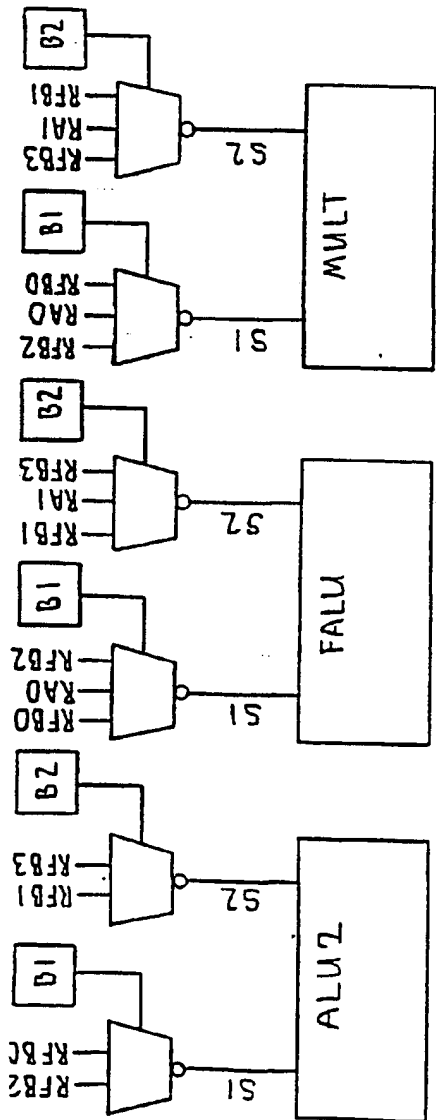 RFB2
RFB0
B1
RFB1
RFB3
B2
RFB0
RA0
RFB2
B1
RFB1
RA1
RFB3
B2
RFB2
RA0
RFB0
B1
RFB3
RA1
RFB1
B2
S1
S2
S1
S2
S1
S2
ALU2
FALU
MULT